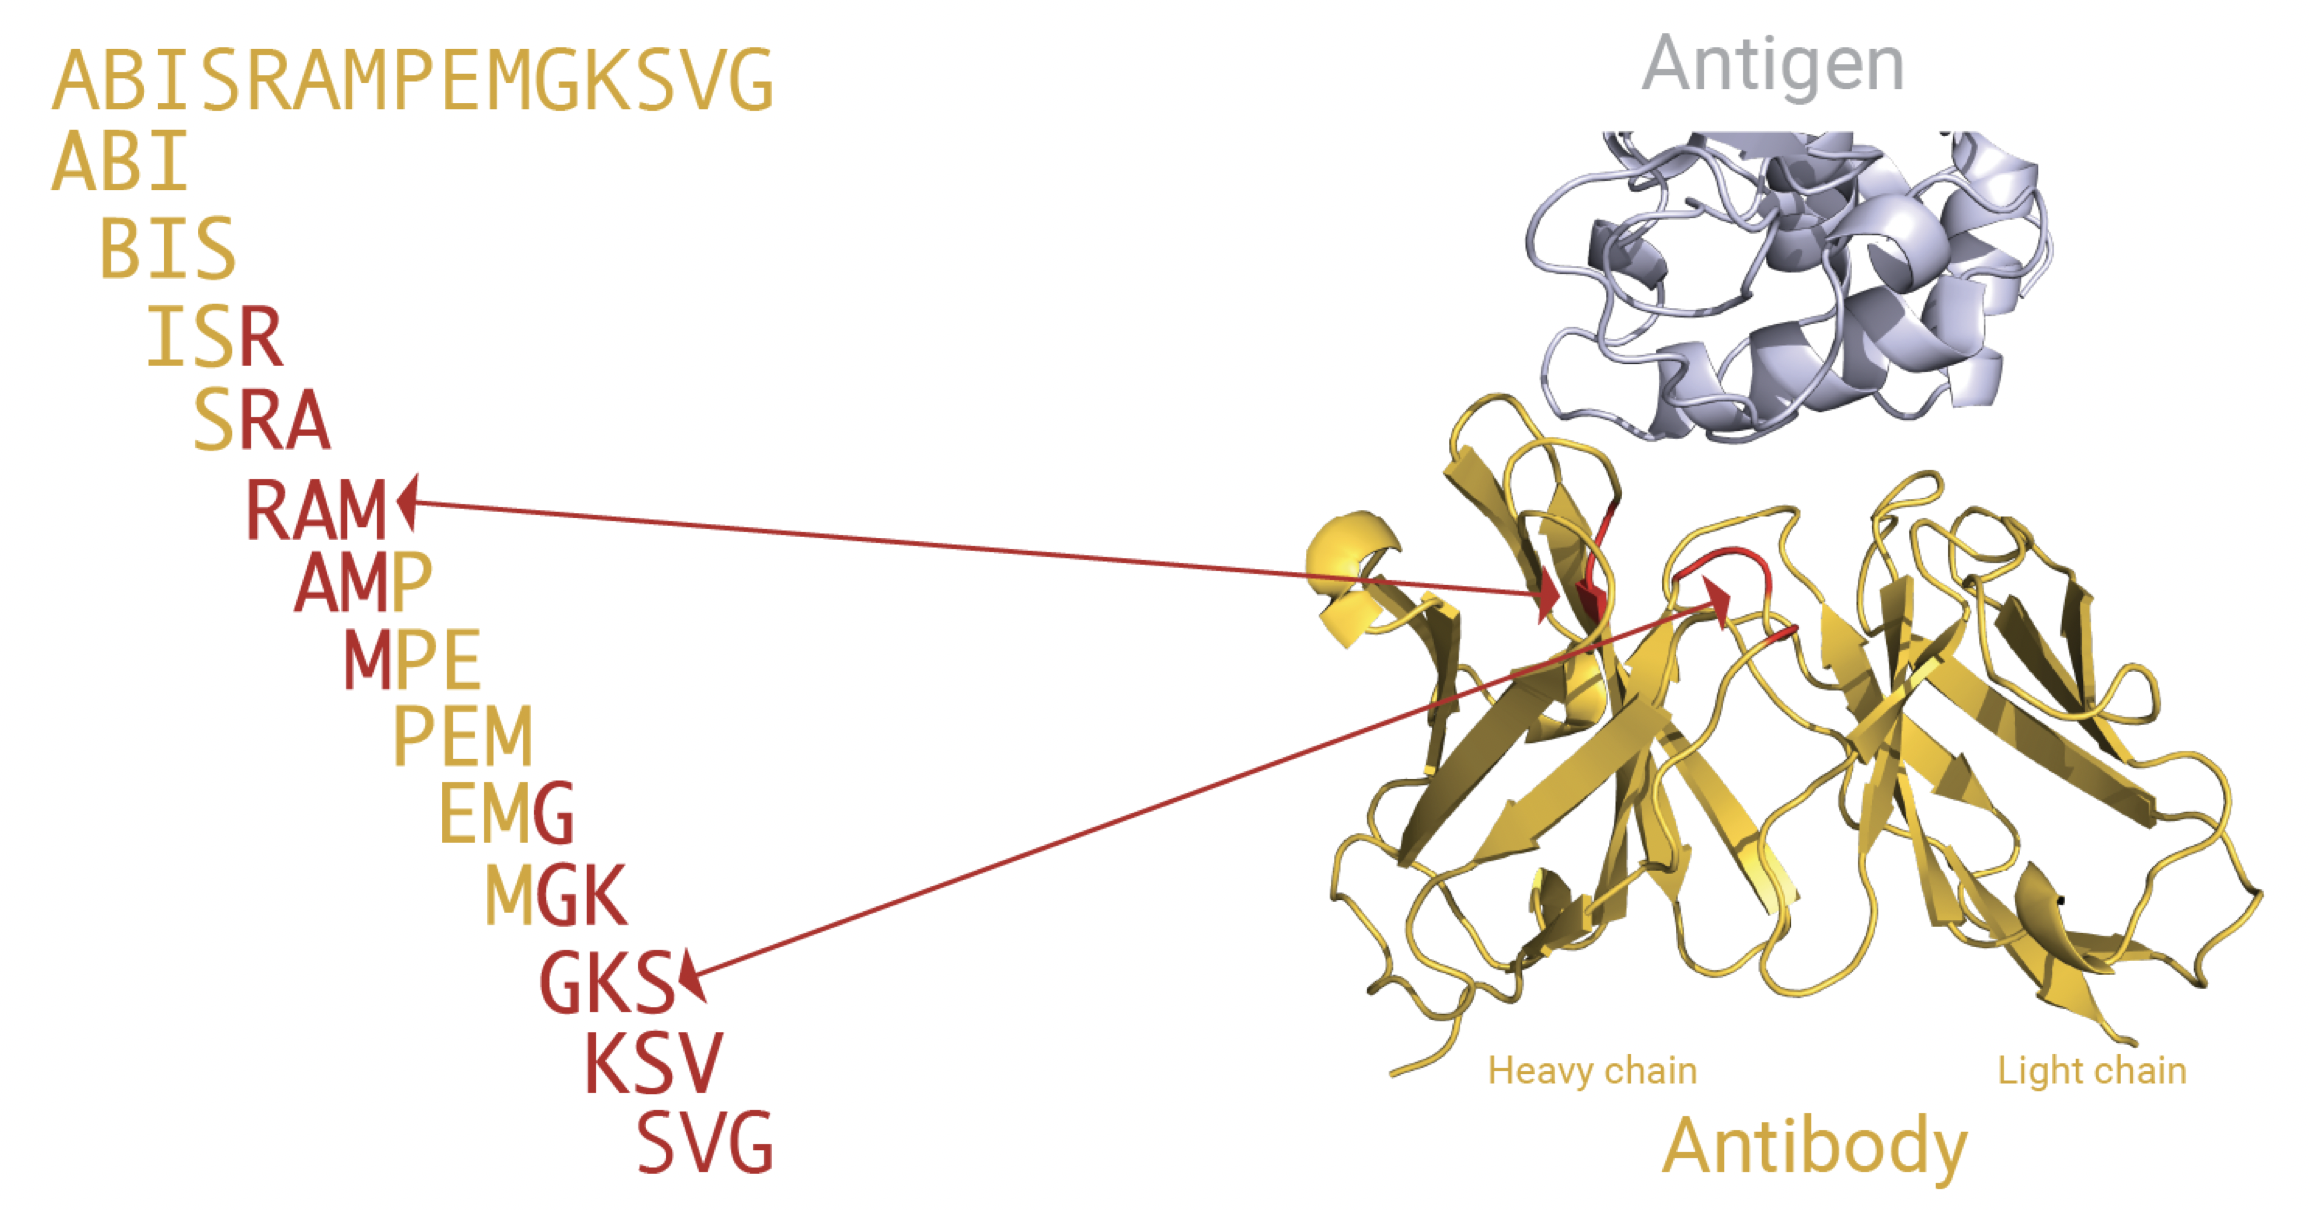 ABISRAMPEMGKSVG
ABI
BIS
ISR
SRA
RAM
AMP
MPE
PEM
EMG
MGK
GKS
KSV
SVG
Antigen
Heavy chain
Light chain
Antibody